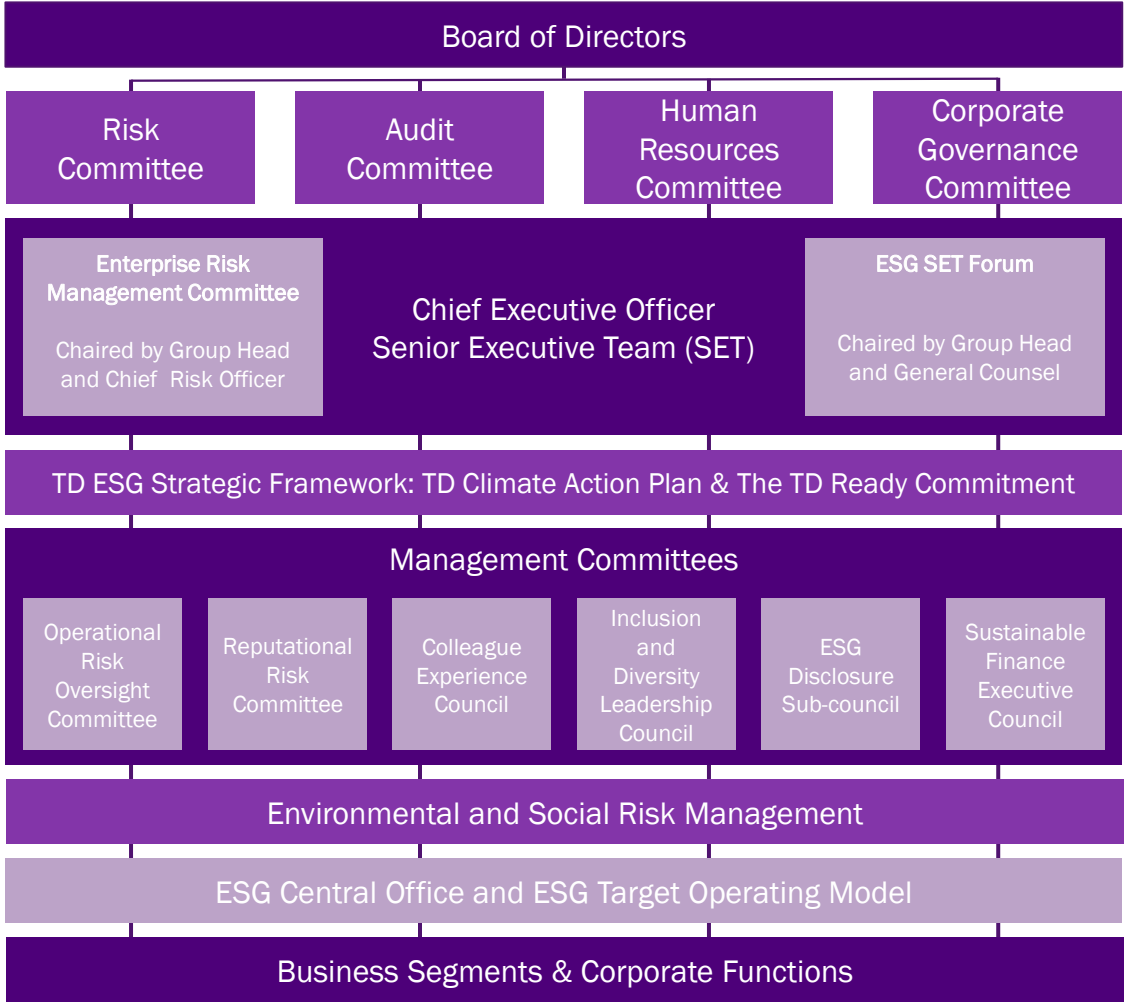 Board of Directors
Risk
Committee
Audit
Committee
Human
Resources
Committee
Corporate
Governance
Committee
Enterprise Risk
Management Committee
Chaired by Group Head
and Chief Risk Officer
Chief Executive Officer
Senior Executive Team (SET)
ESG SET Forum
Chaired by Group Head
and General Counsel
TD ESG Strategic Framework: TD Climate Action Plan & The TD Ready Commitment
Management Committees
Operational
Risk
Oversight
Committee
Reputational
Risk
Committee
Colleague
Experience
Council
Inclusion
and
Diversity
Leadership
Council
ESG
Disclosure
Sub-council
Sustainable
Finance
Executive
Council
Environmental and Social Risk Management
ESG Central Office and ESG Target Operating Model
Business Segments & Corporate Functions